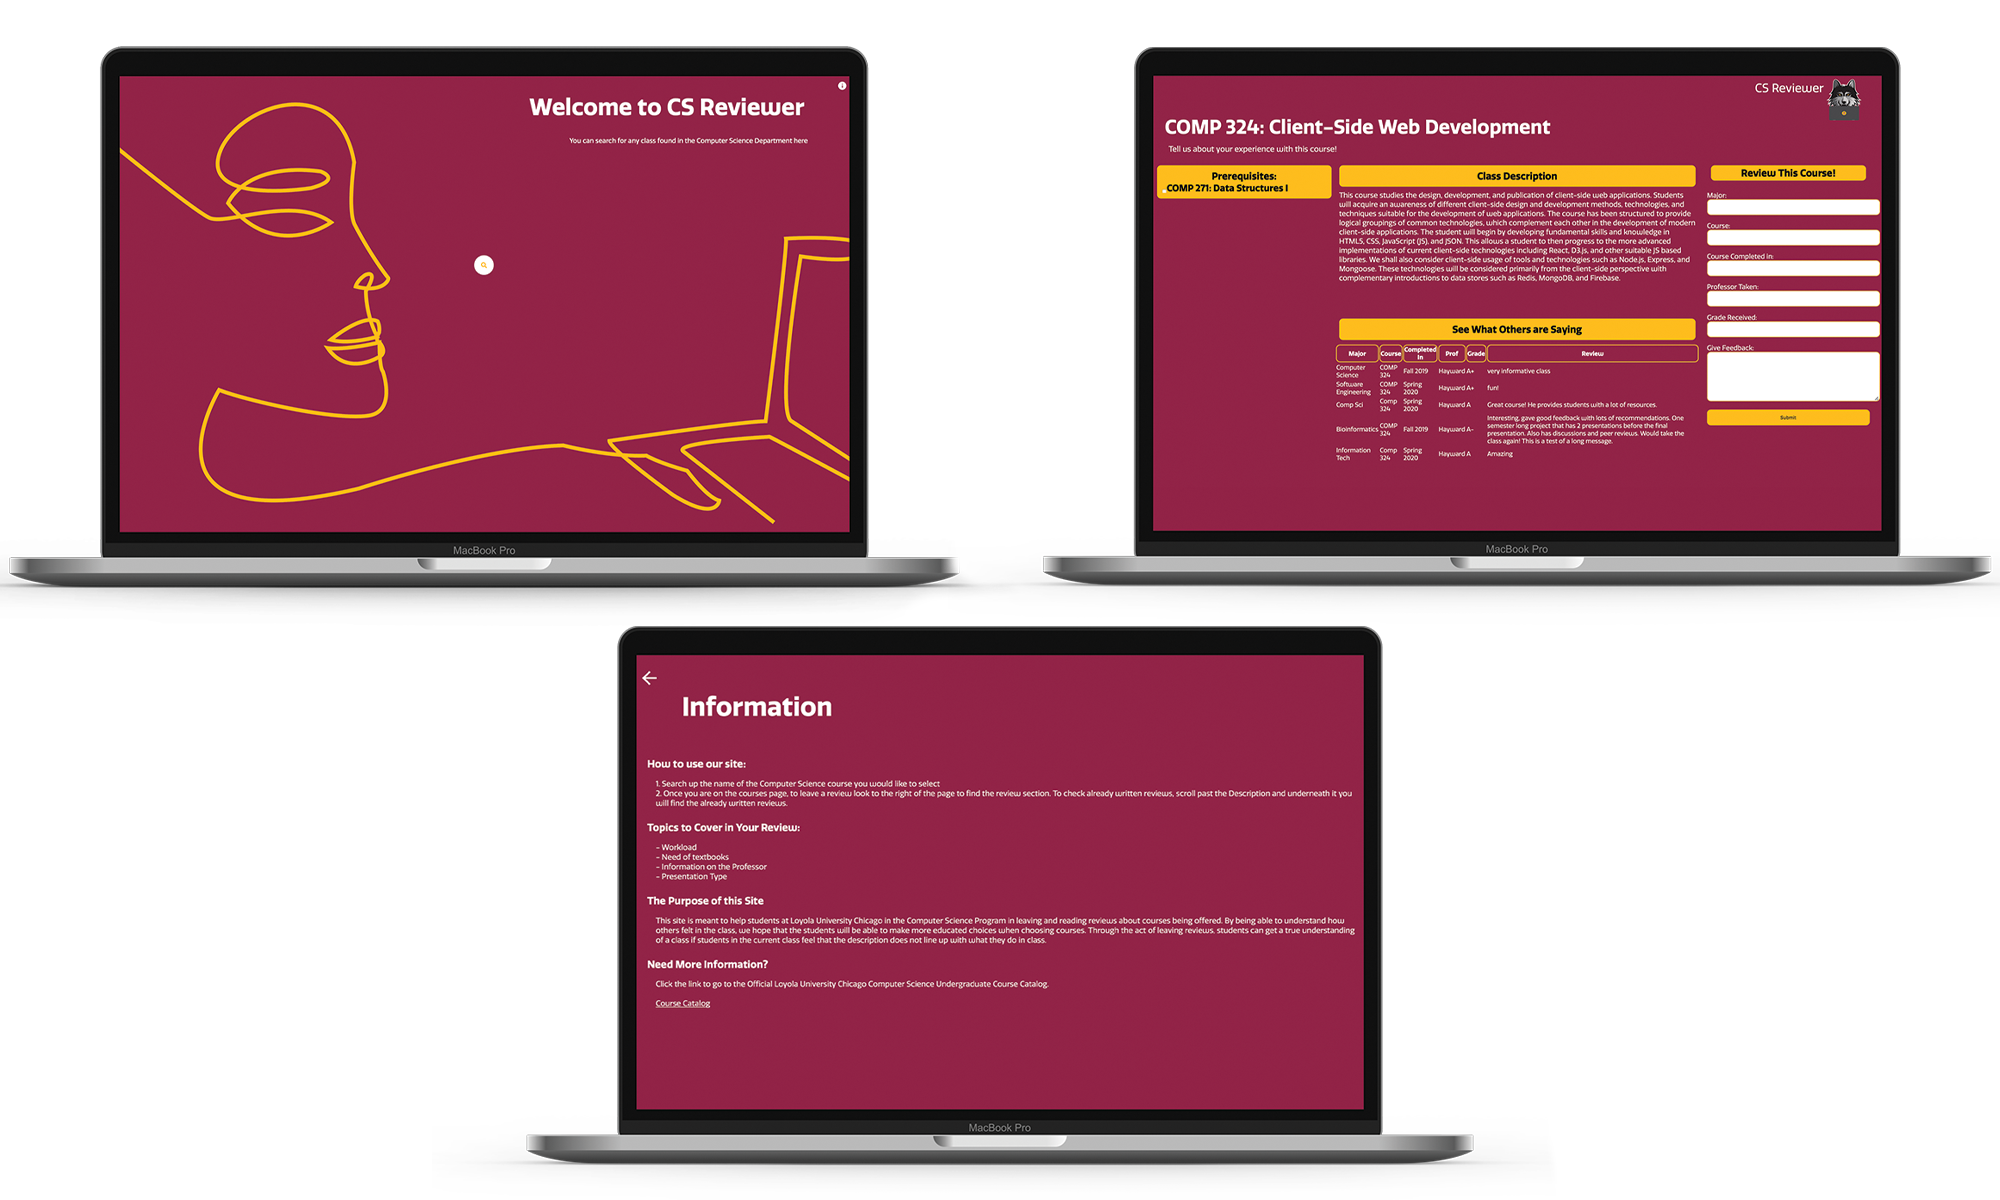 Welcome to CS Reviewer
You can search for any class found in the Computer Science Department here
MacBook Pro
CS Reviewer
COMP 324: Client-Side Web Development
Tell us about your experience with this course!
Prerequisites:
COMP 271: Data Structures I
Class Description
This course studies the design, development, and publication of client-side web applications. Students
will acquire an awareness of different client-side design and development methods, technologies, and
techniques suitable for the development of web applications. The course has been structured to provide
logical groupings of common technologies, which complement each other in the development of modern
client-side applications. The student will begin by developing fundamental skills and knowledge in
HTML5, CSS, JavaScript (JS), and JSON. This allows a student to then progress to the more advanced
implementations of current client-side technologies including React, D3.js, and other suitable JS based
libraries. We shall also consider client-side usage of tools and technologies such as Node.js, Express, and
Mongoose. These technologies will be considered primarily from the client-side perspective with
complementary introductions to data stores such as Redis, MongoDB, and Firebase.
See What Others are Saying
Major Course Completed In Prof Grade Review
Computer Science COMP 324 Fall 2019 Hayward A+ very informative class
Software Engineering COMP 324 Spring 2020 Hayward A+ fun!
Comp Sci Comp 324 Spring 2020 Hayward A Great course! He provides students with a lot of resources.
Bioinformatics COMP 324 Fall 2019 Hayward A- Interesting, gave good feedback with lots of recommendations. One
semester long project that has 2 presentations before the final
presentation. Also has discussions and peer reviews. Would take the
class again! This is a test of a long message.
Information Tech Comp 324 Spring 2020 Hayward A Amazing
Review This Course!
Major:
Course:
Course Completed in:
Professor Taken:
Grade Received:
Give Feedback:
Submit
MacBook Pro
Information
How to use our site:
1. Search up the name of the Computer Science course you would like to select
2. Once you are on the courses page, to leave a review look to the right of the page to find the review section. To check already written reviews, scroll past the Description and underneath it you
will find the already written reviews.
Topics to Cover in Your Review:
- Workload
- Need of textbooks
- Information on the Professor
- Presentation Type
The Purpose of this Site
This site is meant to help students at Loyola University Chicago in the Computer Science Program in leaving and reading reviews about courses being offered. By being able to understand how
others felt in the class, we hope that the students will be able to make more educated choices when choosing courses. Through the act of leaving reviews, students can get a true understanding
of a class if students in the current class feel that the description does not line up with what they do in class.
Need More Information?
Click the link to go to the Official Loyola University Chicago Computer Science Undergraduate Course Catalog.
Course Catalog
MacBook Pro